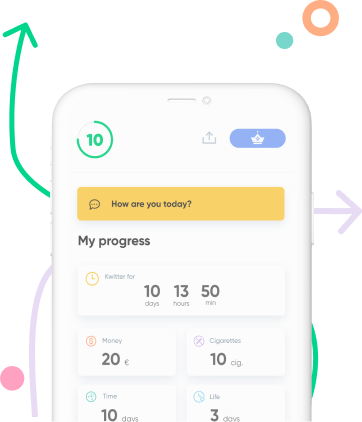 10
How are you today?
My progress
Kwitter for
10 13 50
days hours min
Money Cigarettes
20 € 10 cig.
Time Life
10 days 3 days